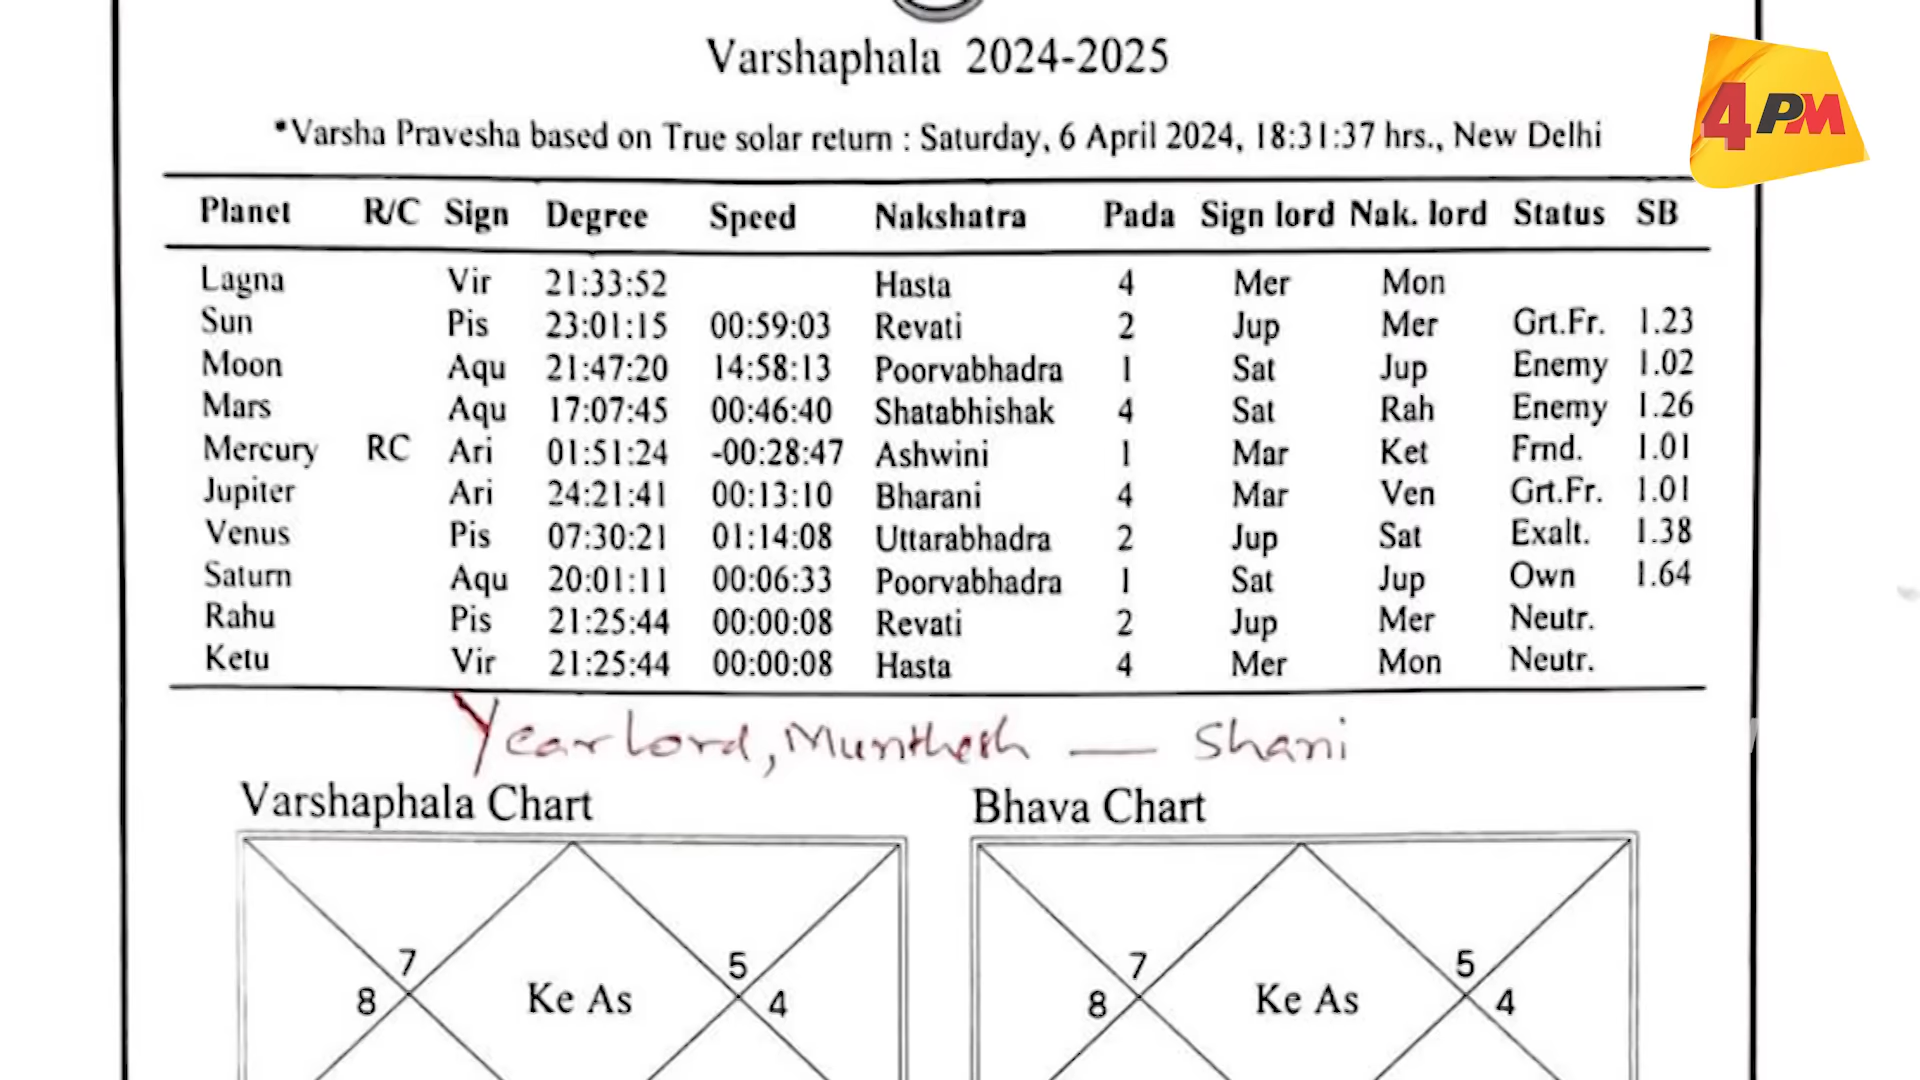 Varshaphala 2024-2025
4PM
*Varsha Pravesha based on True solar return : Saturday, 6 April 2024, 18:31:37 hrs., New Delhi
Planet R/C Sign Degree Speed Nakshatra Pada Sign lord Nak. lord Status SB
Lagna Vir 21:33:52 Hasta 4 Mer Mon
Sun Pis 23:01:15 00:59:03 Revati 2 Jup Mer Grt.Fr. 1.23
Moon Aqu 21:47:20 14:58:13 Poorvabhadra 1 Sat Jup Enemy 1.02
Mars Aqu 17:07:45 00:46:40 Shatabhishak 4 Sat Rah Enemy 1.26
Mercury RC Ari 01:51:24 -00:28:47 Ashwini 1 Mar Ket Frnd. 1.01
Jupiter Ari 24:21:41 00:13:10 Bharani 4 Mar Ven Grt.Fr. 1.01
Venus Pis 07:30:21 01:14:08 Uttarabhadra 2 Jup Sat Exalt. 1.38
Saturn Aqu 20:01:11 00:06:33 Poorvabhadra 1 Sat Jup Own 1.64
Rahu Pis 21:25:44 00:00:08 Revati 2 Jup Mer Neutr.
Ketu Vir 21:25:44 00:00:08 Hasta 4 Mer Mon Neutr.
Year Lord, Munthesh — Shani
Varshaphala Chart Bhava Chart
7 5 7 5
8 Ke As 4 8 Ke As 4